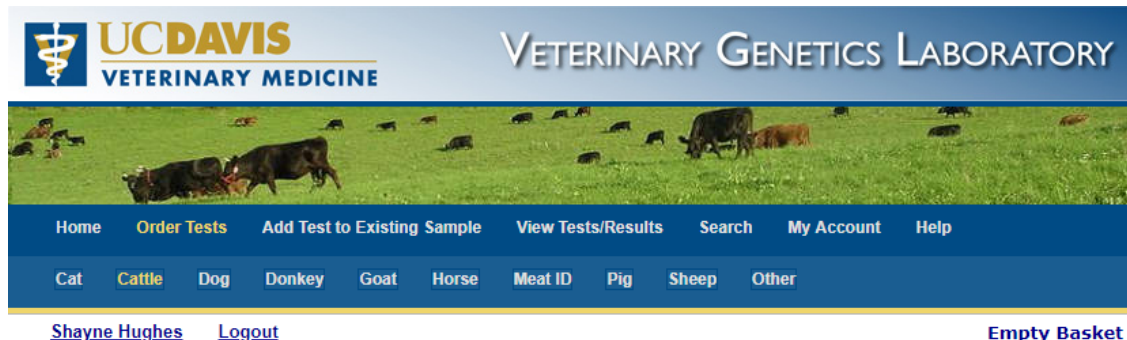 UCDAVIS
VETERINARY MEDICINE
VETERINARY GENETICS LABORATORY
Home Order Tests Add Test to Existing Sample View Tests/Results Search My Account Help
Cat Cattle Dog Donkey Goat Horse Meat ID Pig Sheep Other
Shayne Hughes Logout Empty Basket